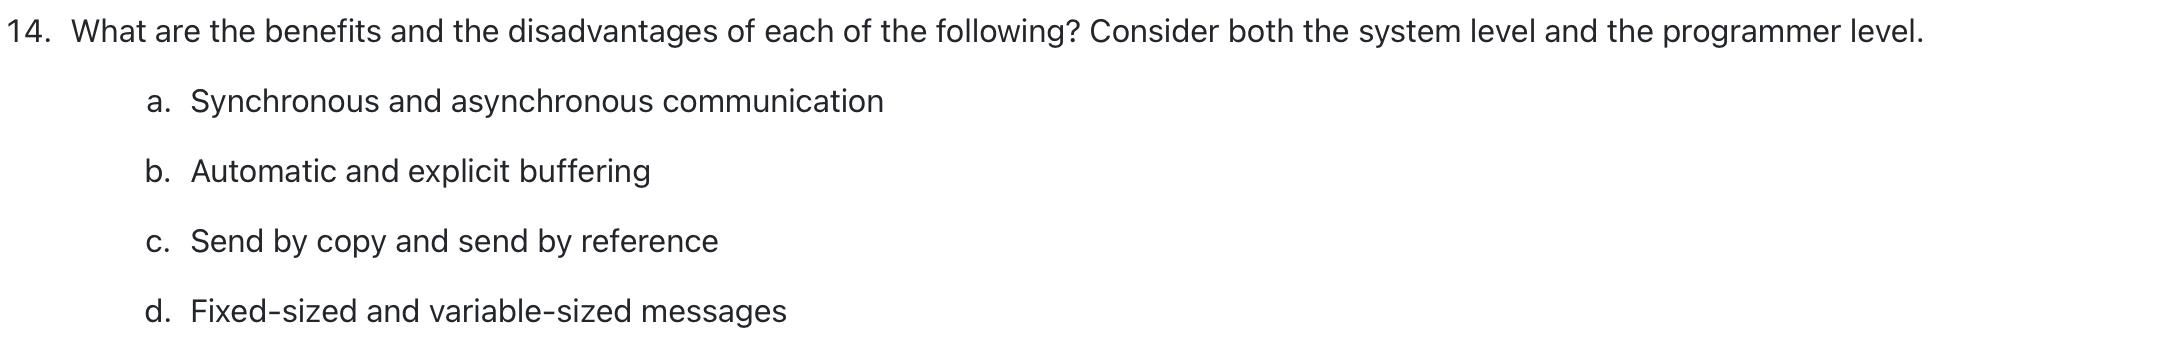 14. What are the benefits and the disadvantages of each of the following? Consider both the system level and the programmer level.
a. Synchronous and asynchronous communication
b. Automatic and explicit buffering
c. Send by copy and send by reference
d. Fixed-sized and variable-sized messages